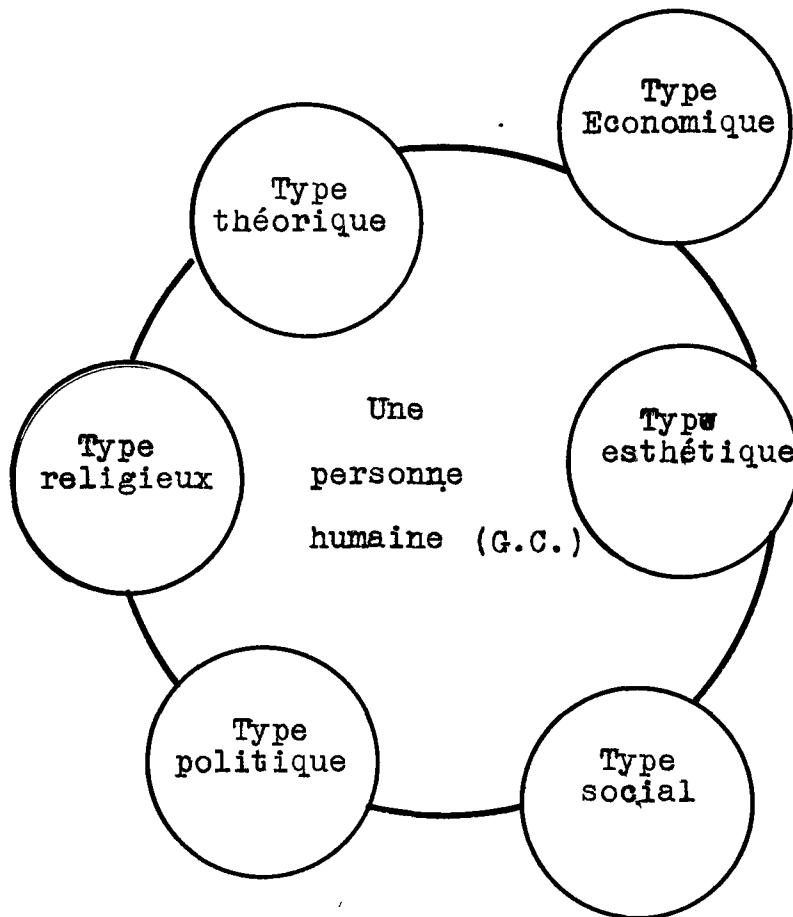 Type
Economique
Type
théorique
Une
personne
humaine (G.C.)
Type
esthétique
Type
religieux
Type
politique
Type
social